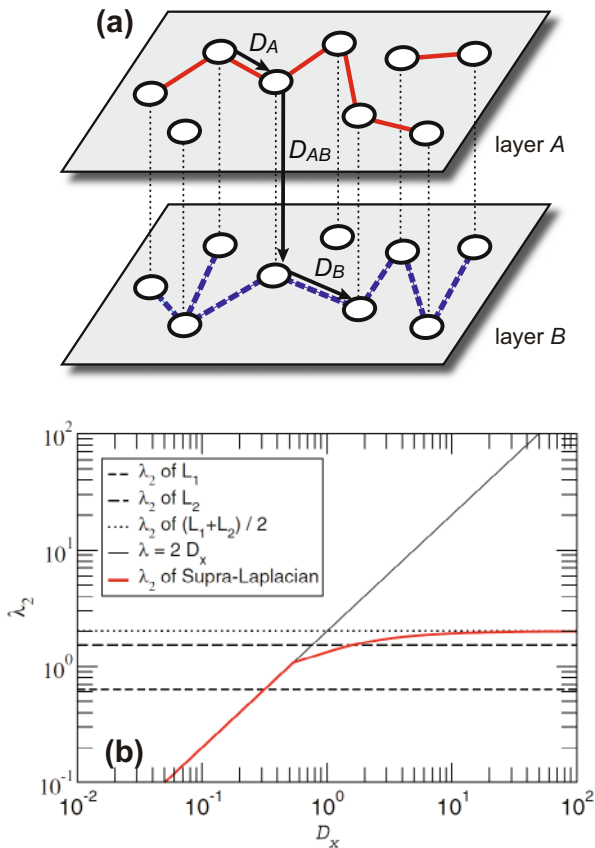 (a)
D_A
D_AB
layer A
D_B
layer B
10^2
λ_2 of L_1
λ_2 of L_2
λ_2 of (L_1+L_2) / 2
λ = 2 D_x
λ_2 of Supra-Laplacian
10^1
λ_2
10^0
(b)
10^-1
10^-2 10^-1 10^0 10^1 10^2
D_x